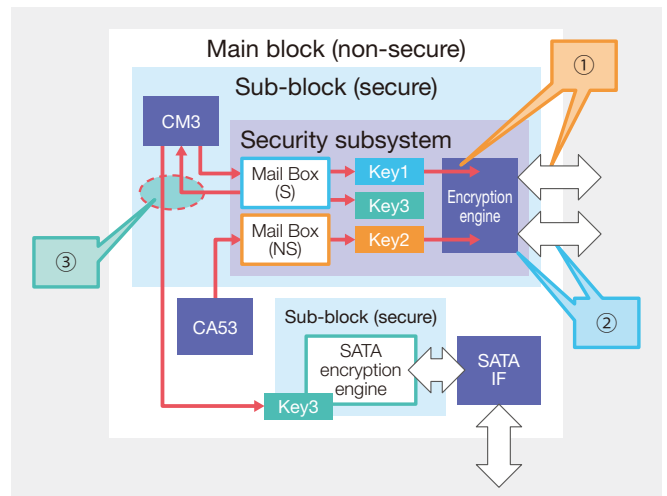 Main block (non-secure)
①
Sub-block (secure)
CM3
Security subsystem
Mail Box
(S)
Key1
Encryption
engine
Key3
Mail Box
(NS)
Key2
③
②
CA53
Sub-block (secure)
SATA
encryption
engine
SATA
IF
Key3